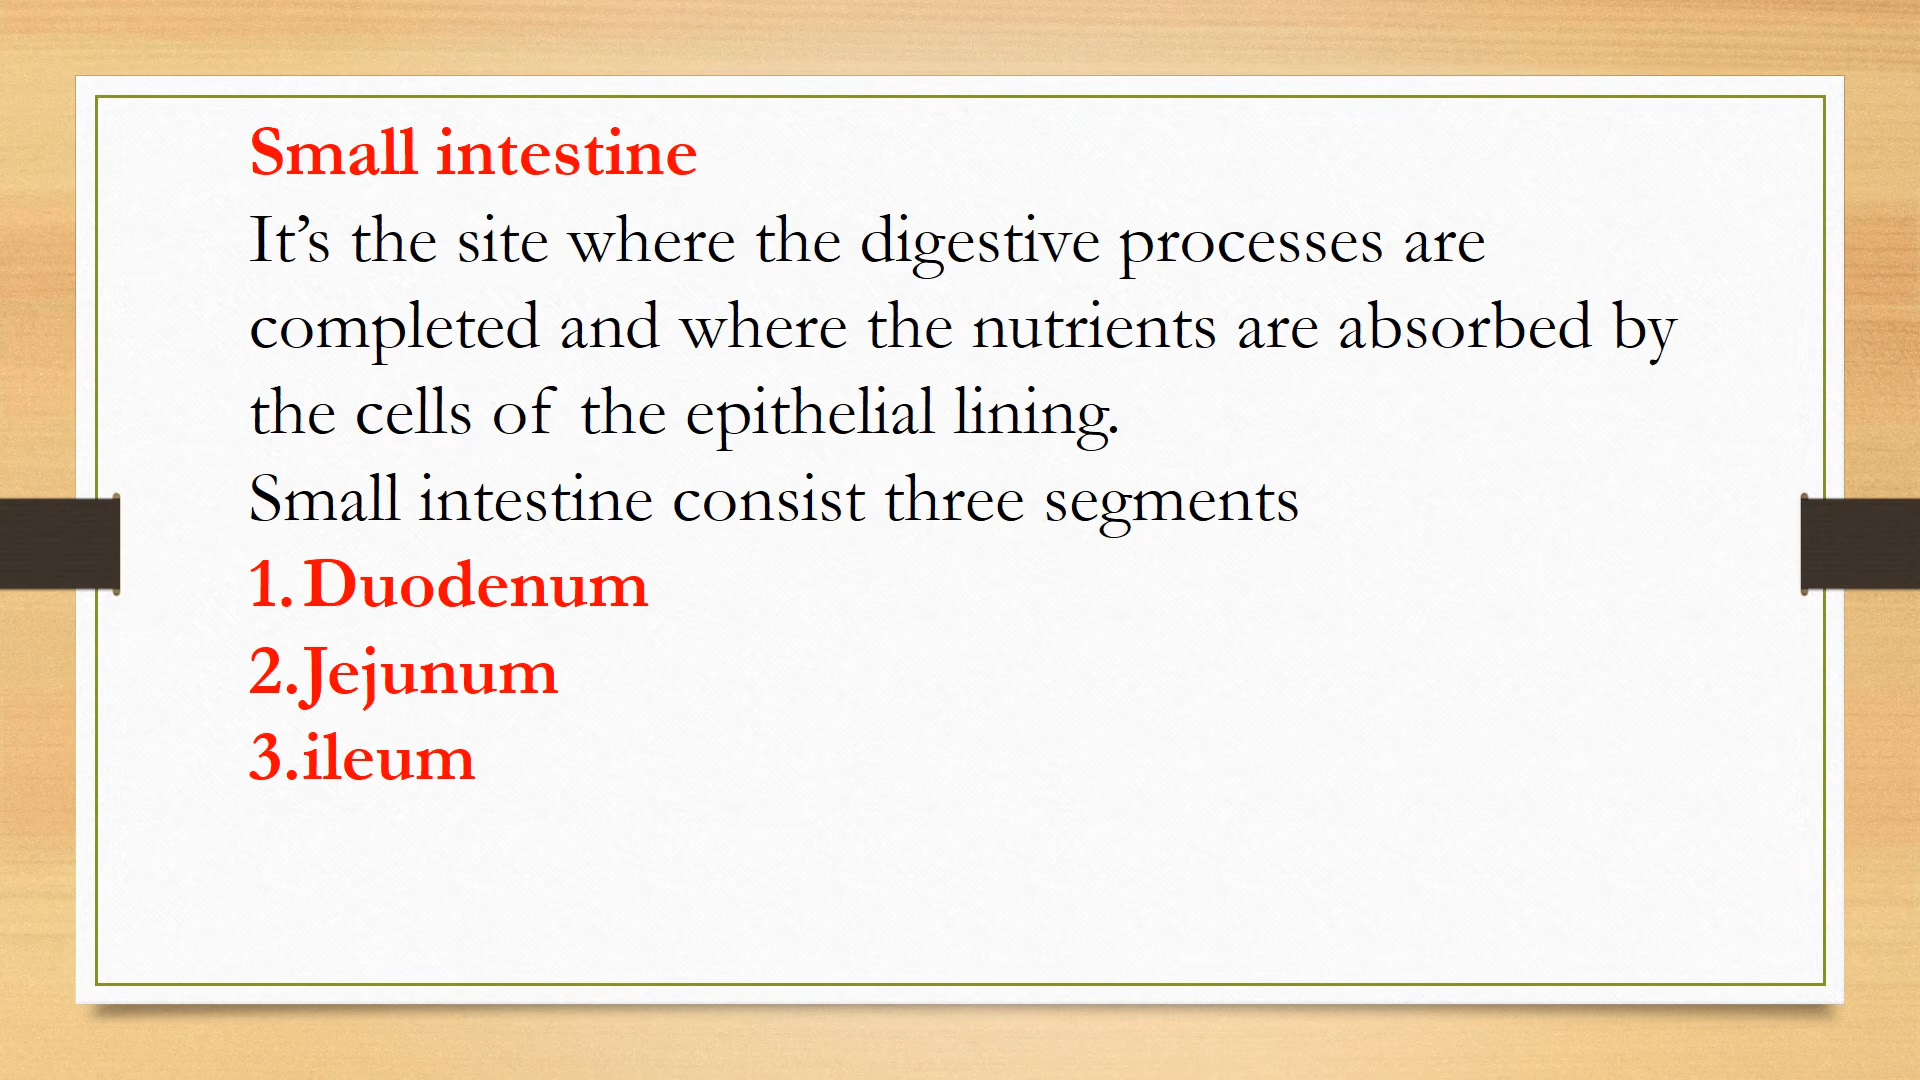 Small intestine
It’s the site where the digestive processes are
completed and where the nutrients are absorbed by
the cells of the epithelial lining.
Small intestine consist three segments
1. Duodenum
2.Jejunum
3.ileum